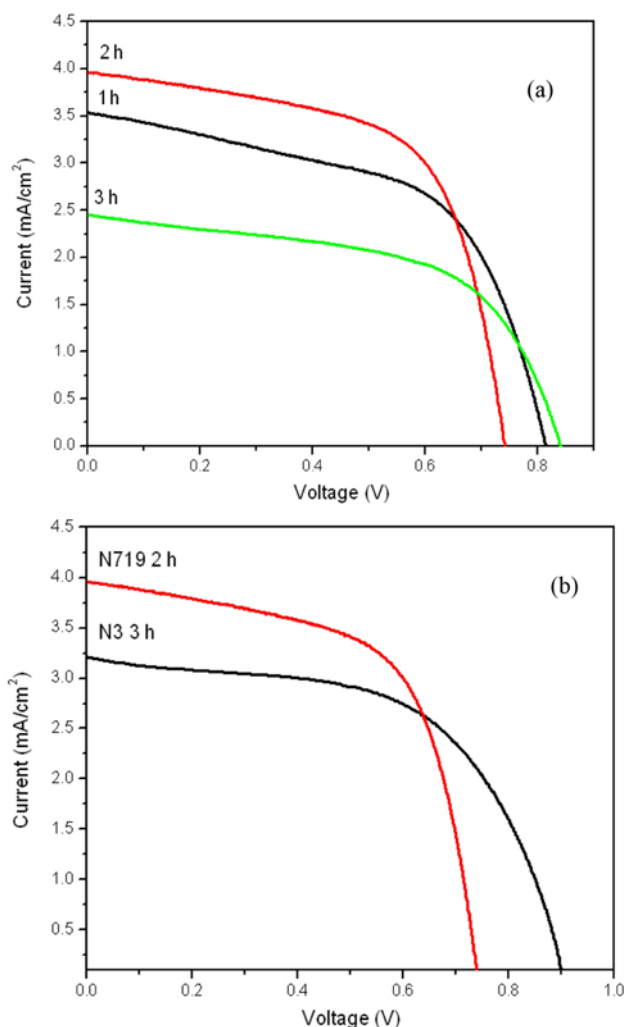 4.5
4.0
3.5
3.0
2.5
2.0
1.5
1.0
0.5
0.0
Current (mA/cm²)
2 h
1 h
3 h
(a)
0.0 0.2 0.4 0.6 0.8
Voltage (V)
4.5
4.0
3.5
3.0
2.5
2.0
1.5
1.0
0.5
Current (mA/cm²)
N719 2 h
N3 3 h
(b)
0.0 0.2 0.4 0.6 0.8 1.0
Voltage (V)